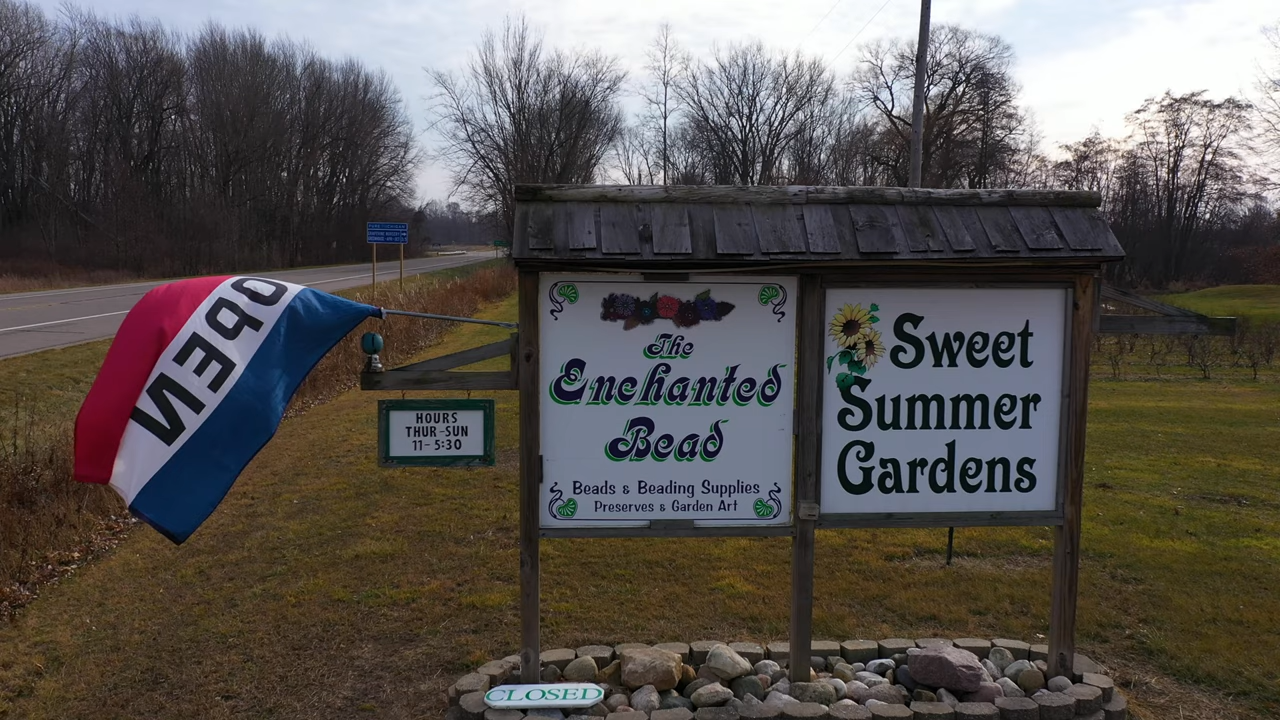 OPEN
HOURS
THUR-SUN
11-5:30
The
Enchanted
Bead
Beads & Beading Supplies
Preserves & Garden Art
Sweet
Summer
Gardens
CLOSED